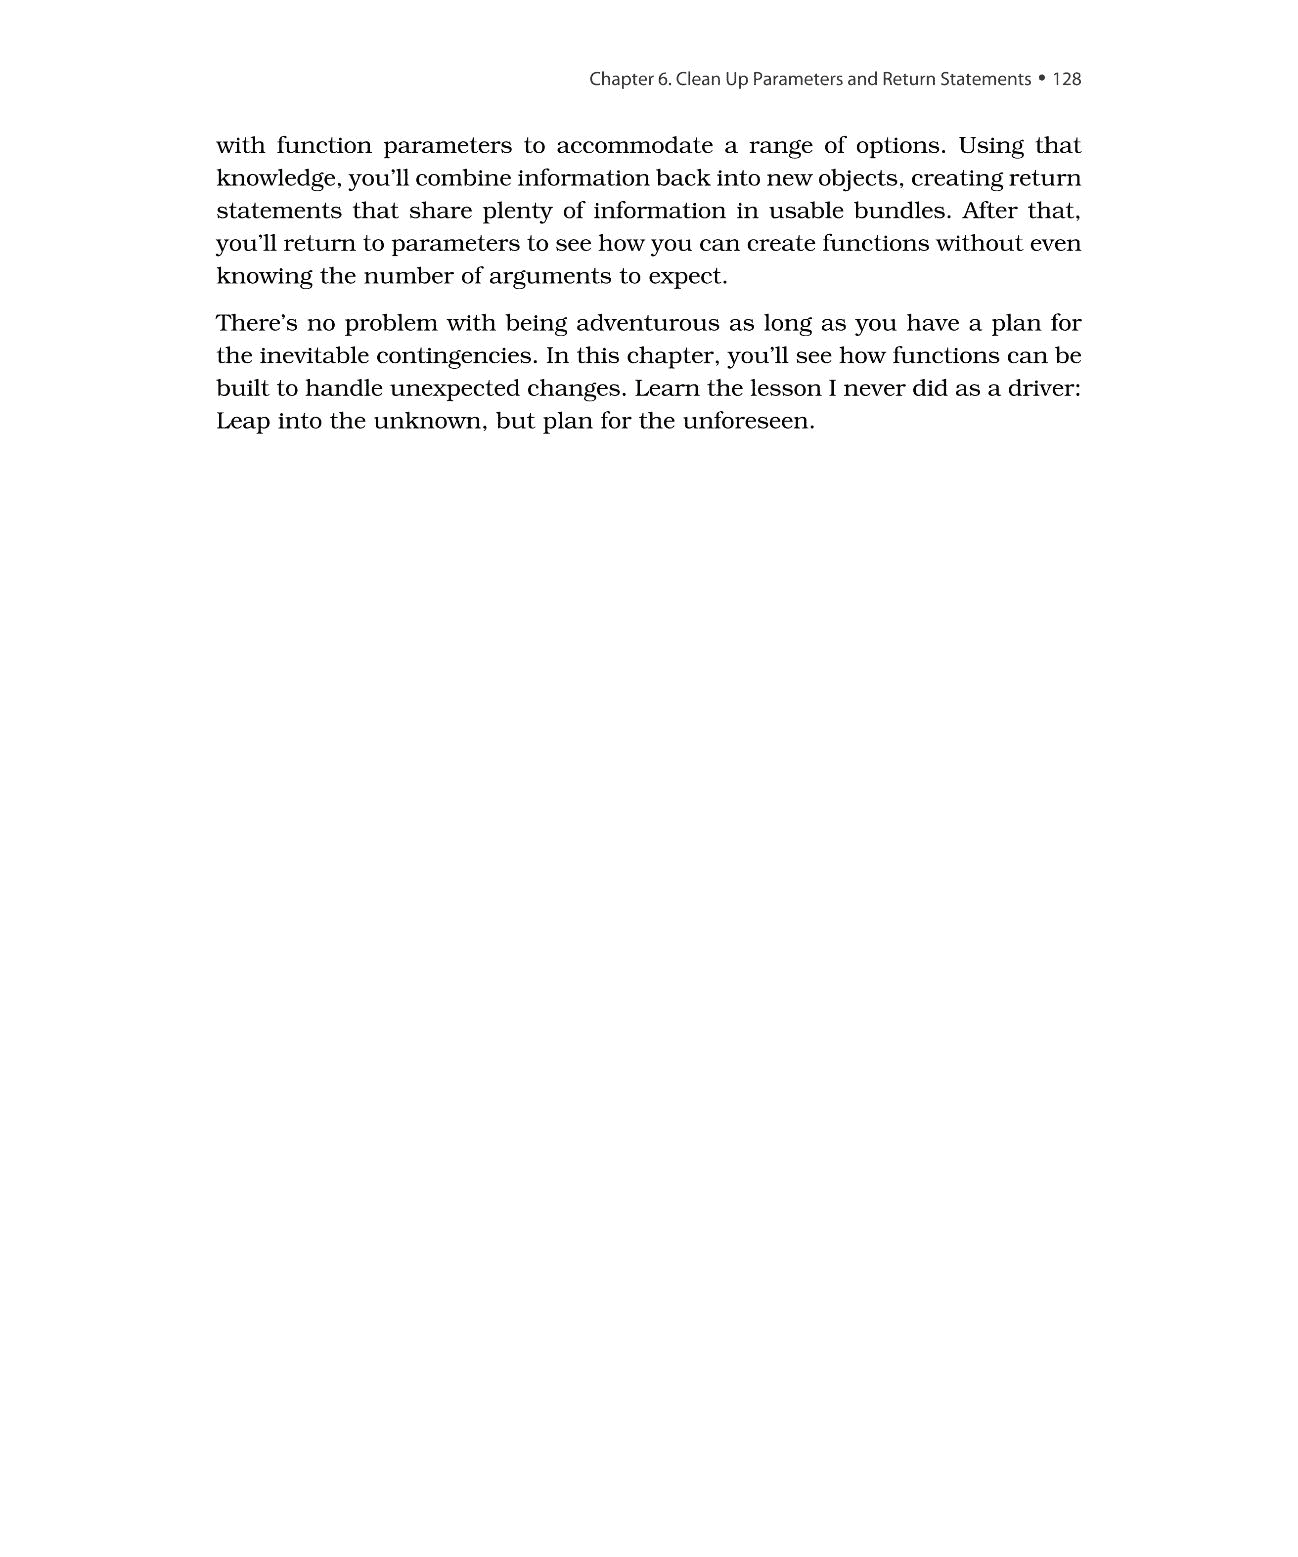 Chapter 6. Clean Up Parameters and Return Statements • 128
with function parameters to accommodate a range of options. Using that
knowledge, you’ll combine information back into new objects, creating return
statements that share plenty of information in usable bundles. After that,
you’ll return to parameters to see how you can create functions without even
knowing the number of arguments to expect.
There’s no problem with being adventurous as long as you have a plan for
the inevitable contingencies. In this chapter, you’ll see how functions can be
built to handle unexpected changes. Learn the lesson I never did as a driver:
Leap into the unknown, but plan for the unforeseen.